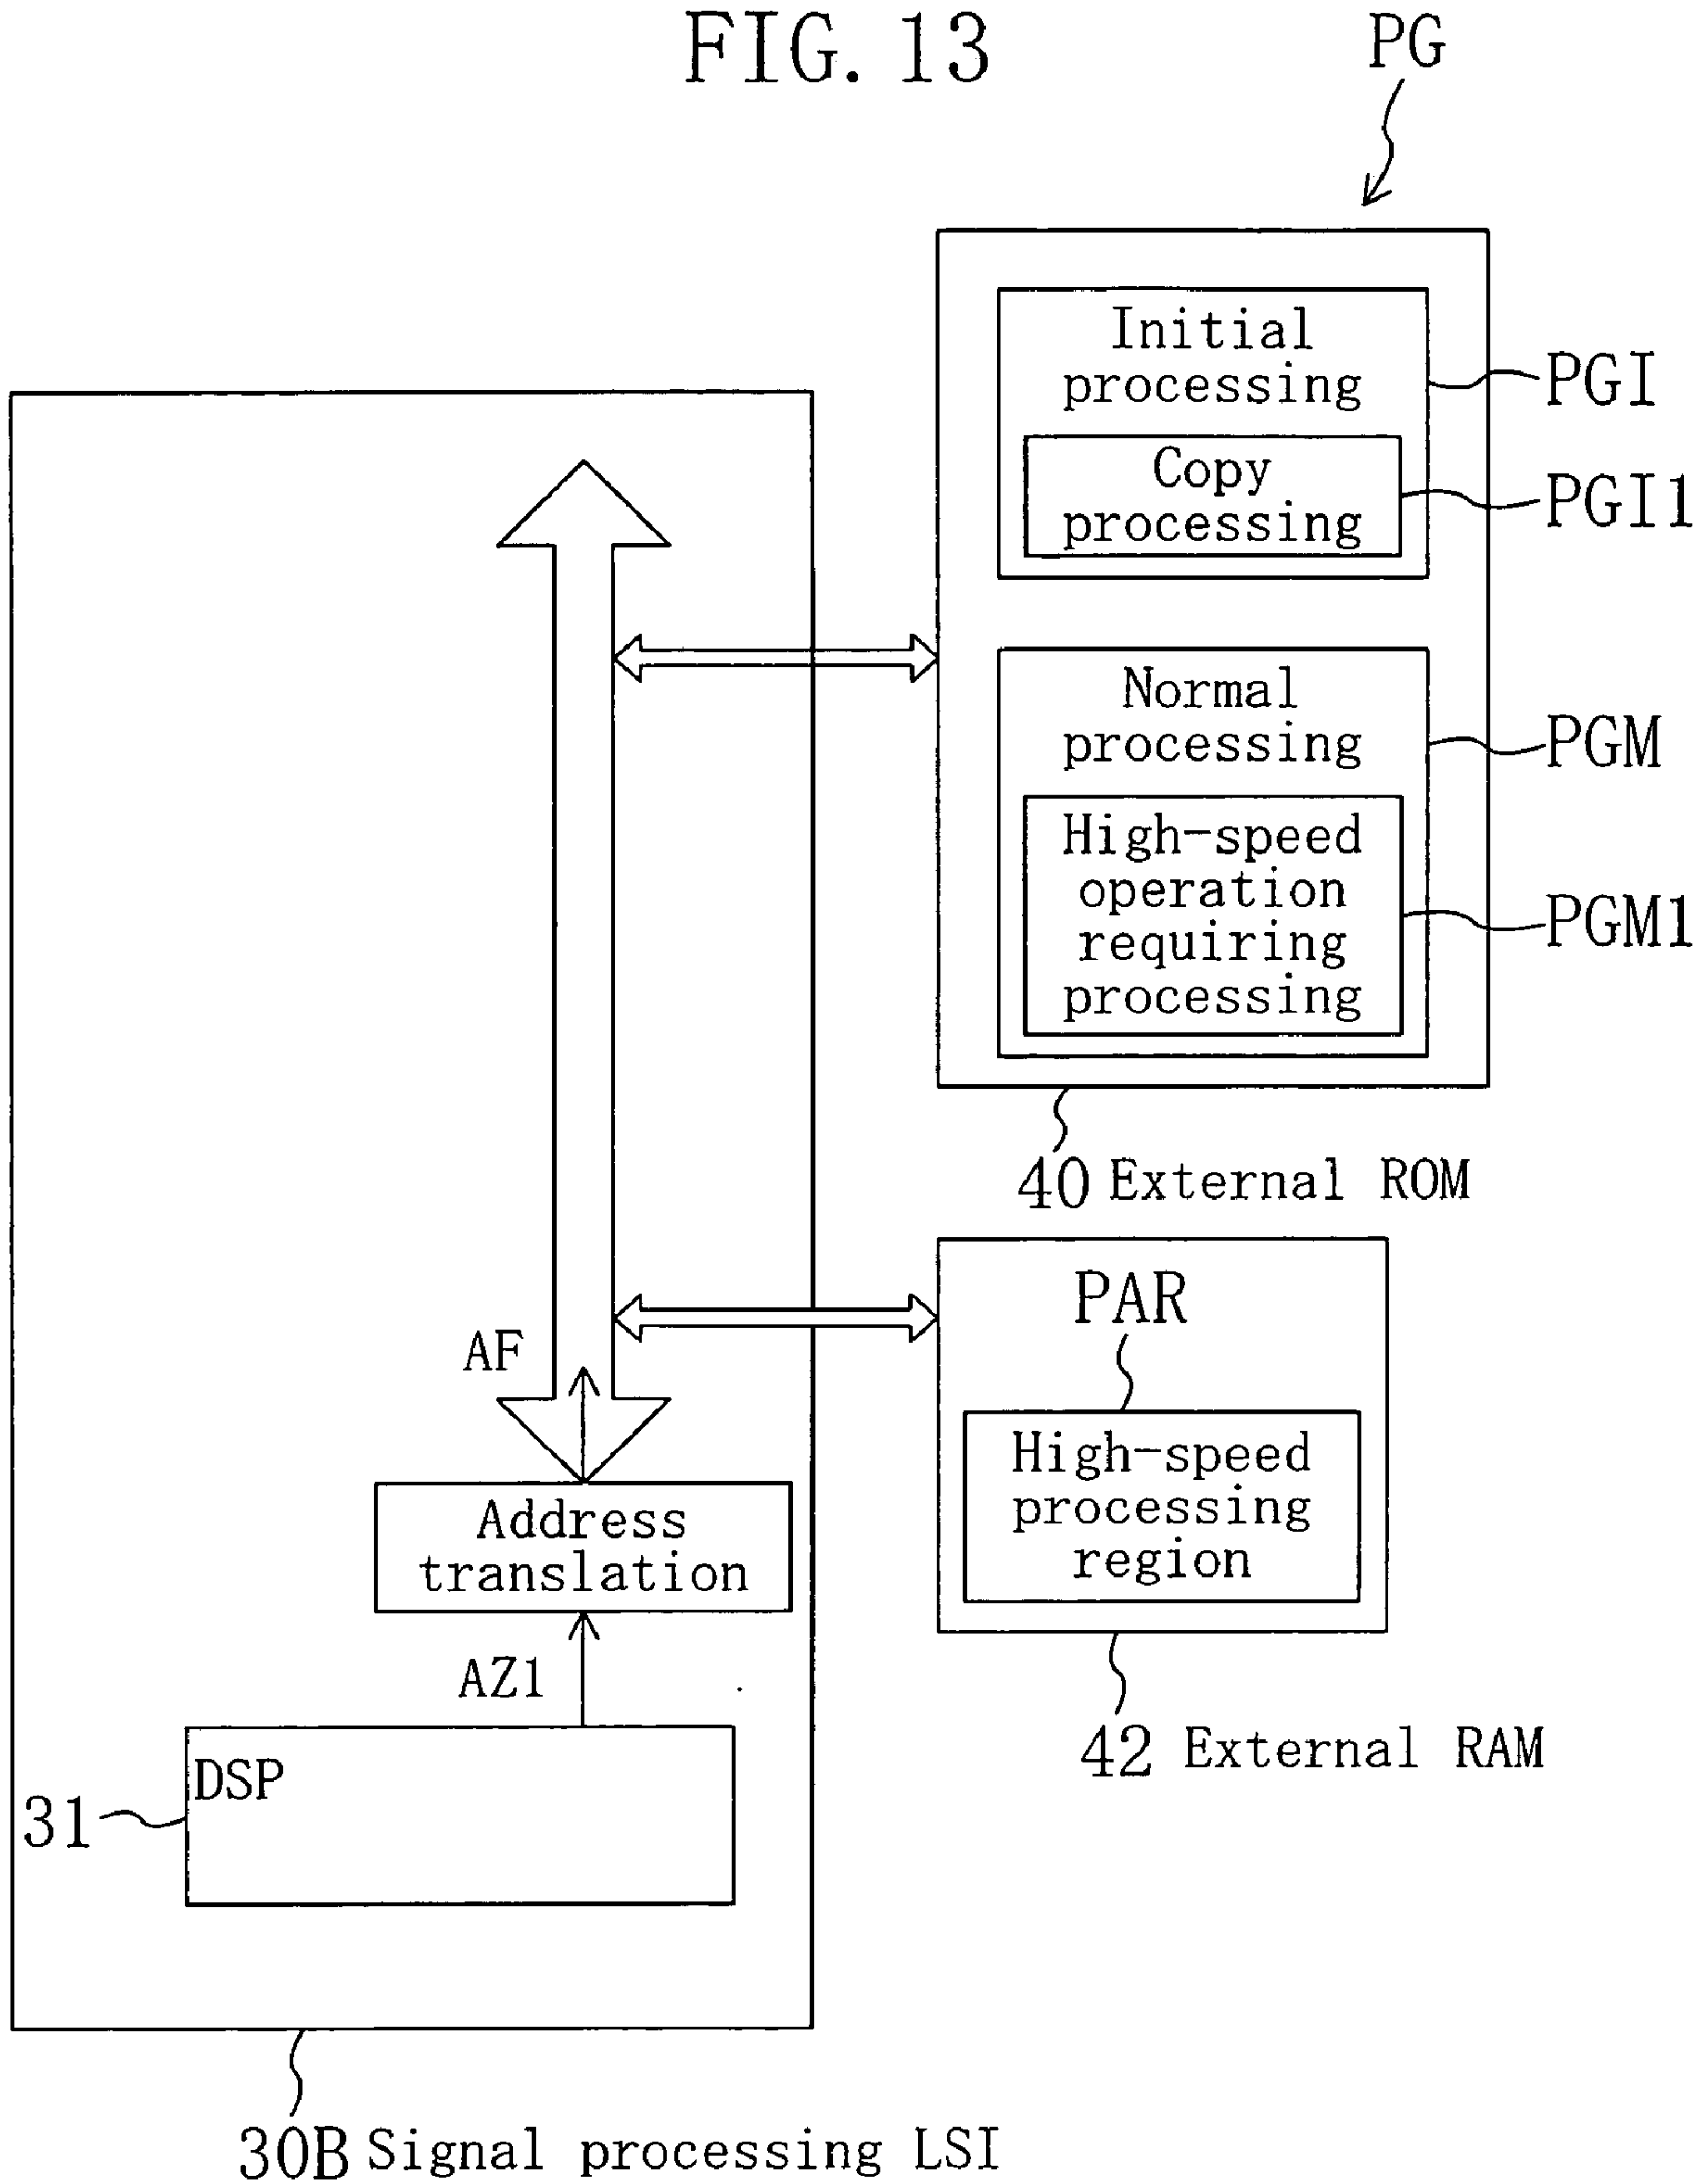 FIG. 13
PG
Initial
processing
PGI
Copy
processing
PGI1
Normal
processing
PGM
High-speed
operation
requiring
processing
PGM1
40 External ROM
PAR
High-speed
processing
region
42 External RAM
AF
Address
translation
AZ1
DSP
31
30B Signal processing LSI